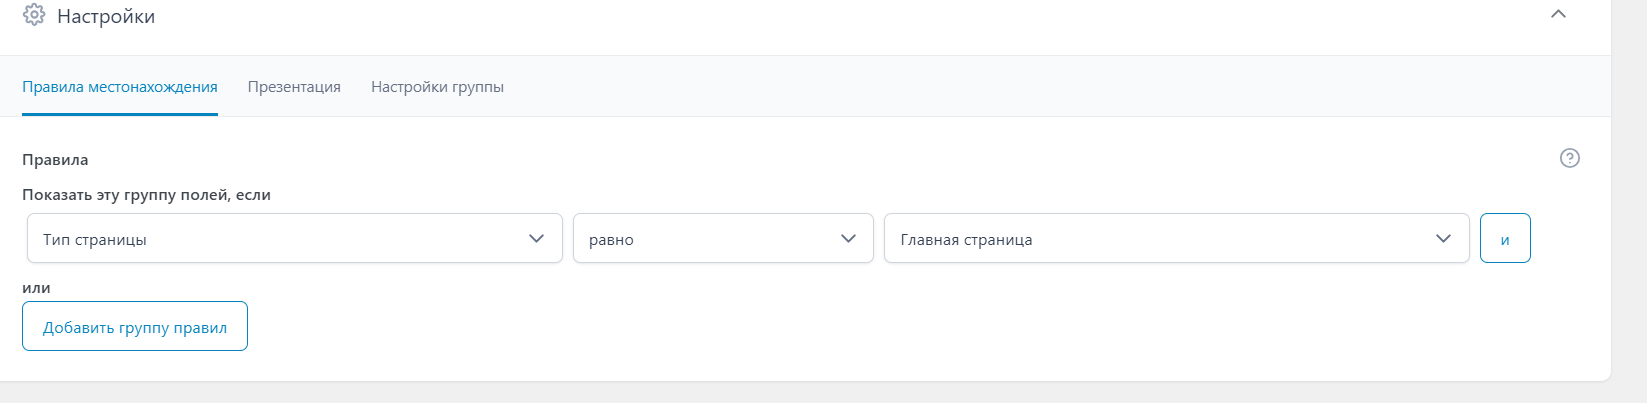 Настройки
Правила местонахождения Презентация Настройки группы
Правила
Показать эту группу полей, если
Тип страницы равно Главная страница и
или
Добавить группу правил